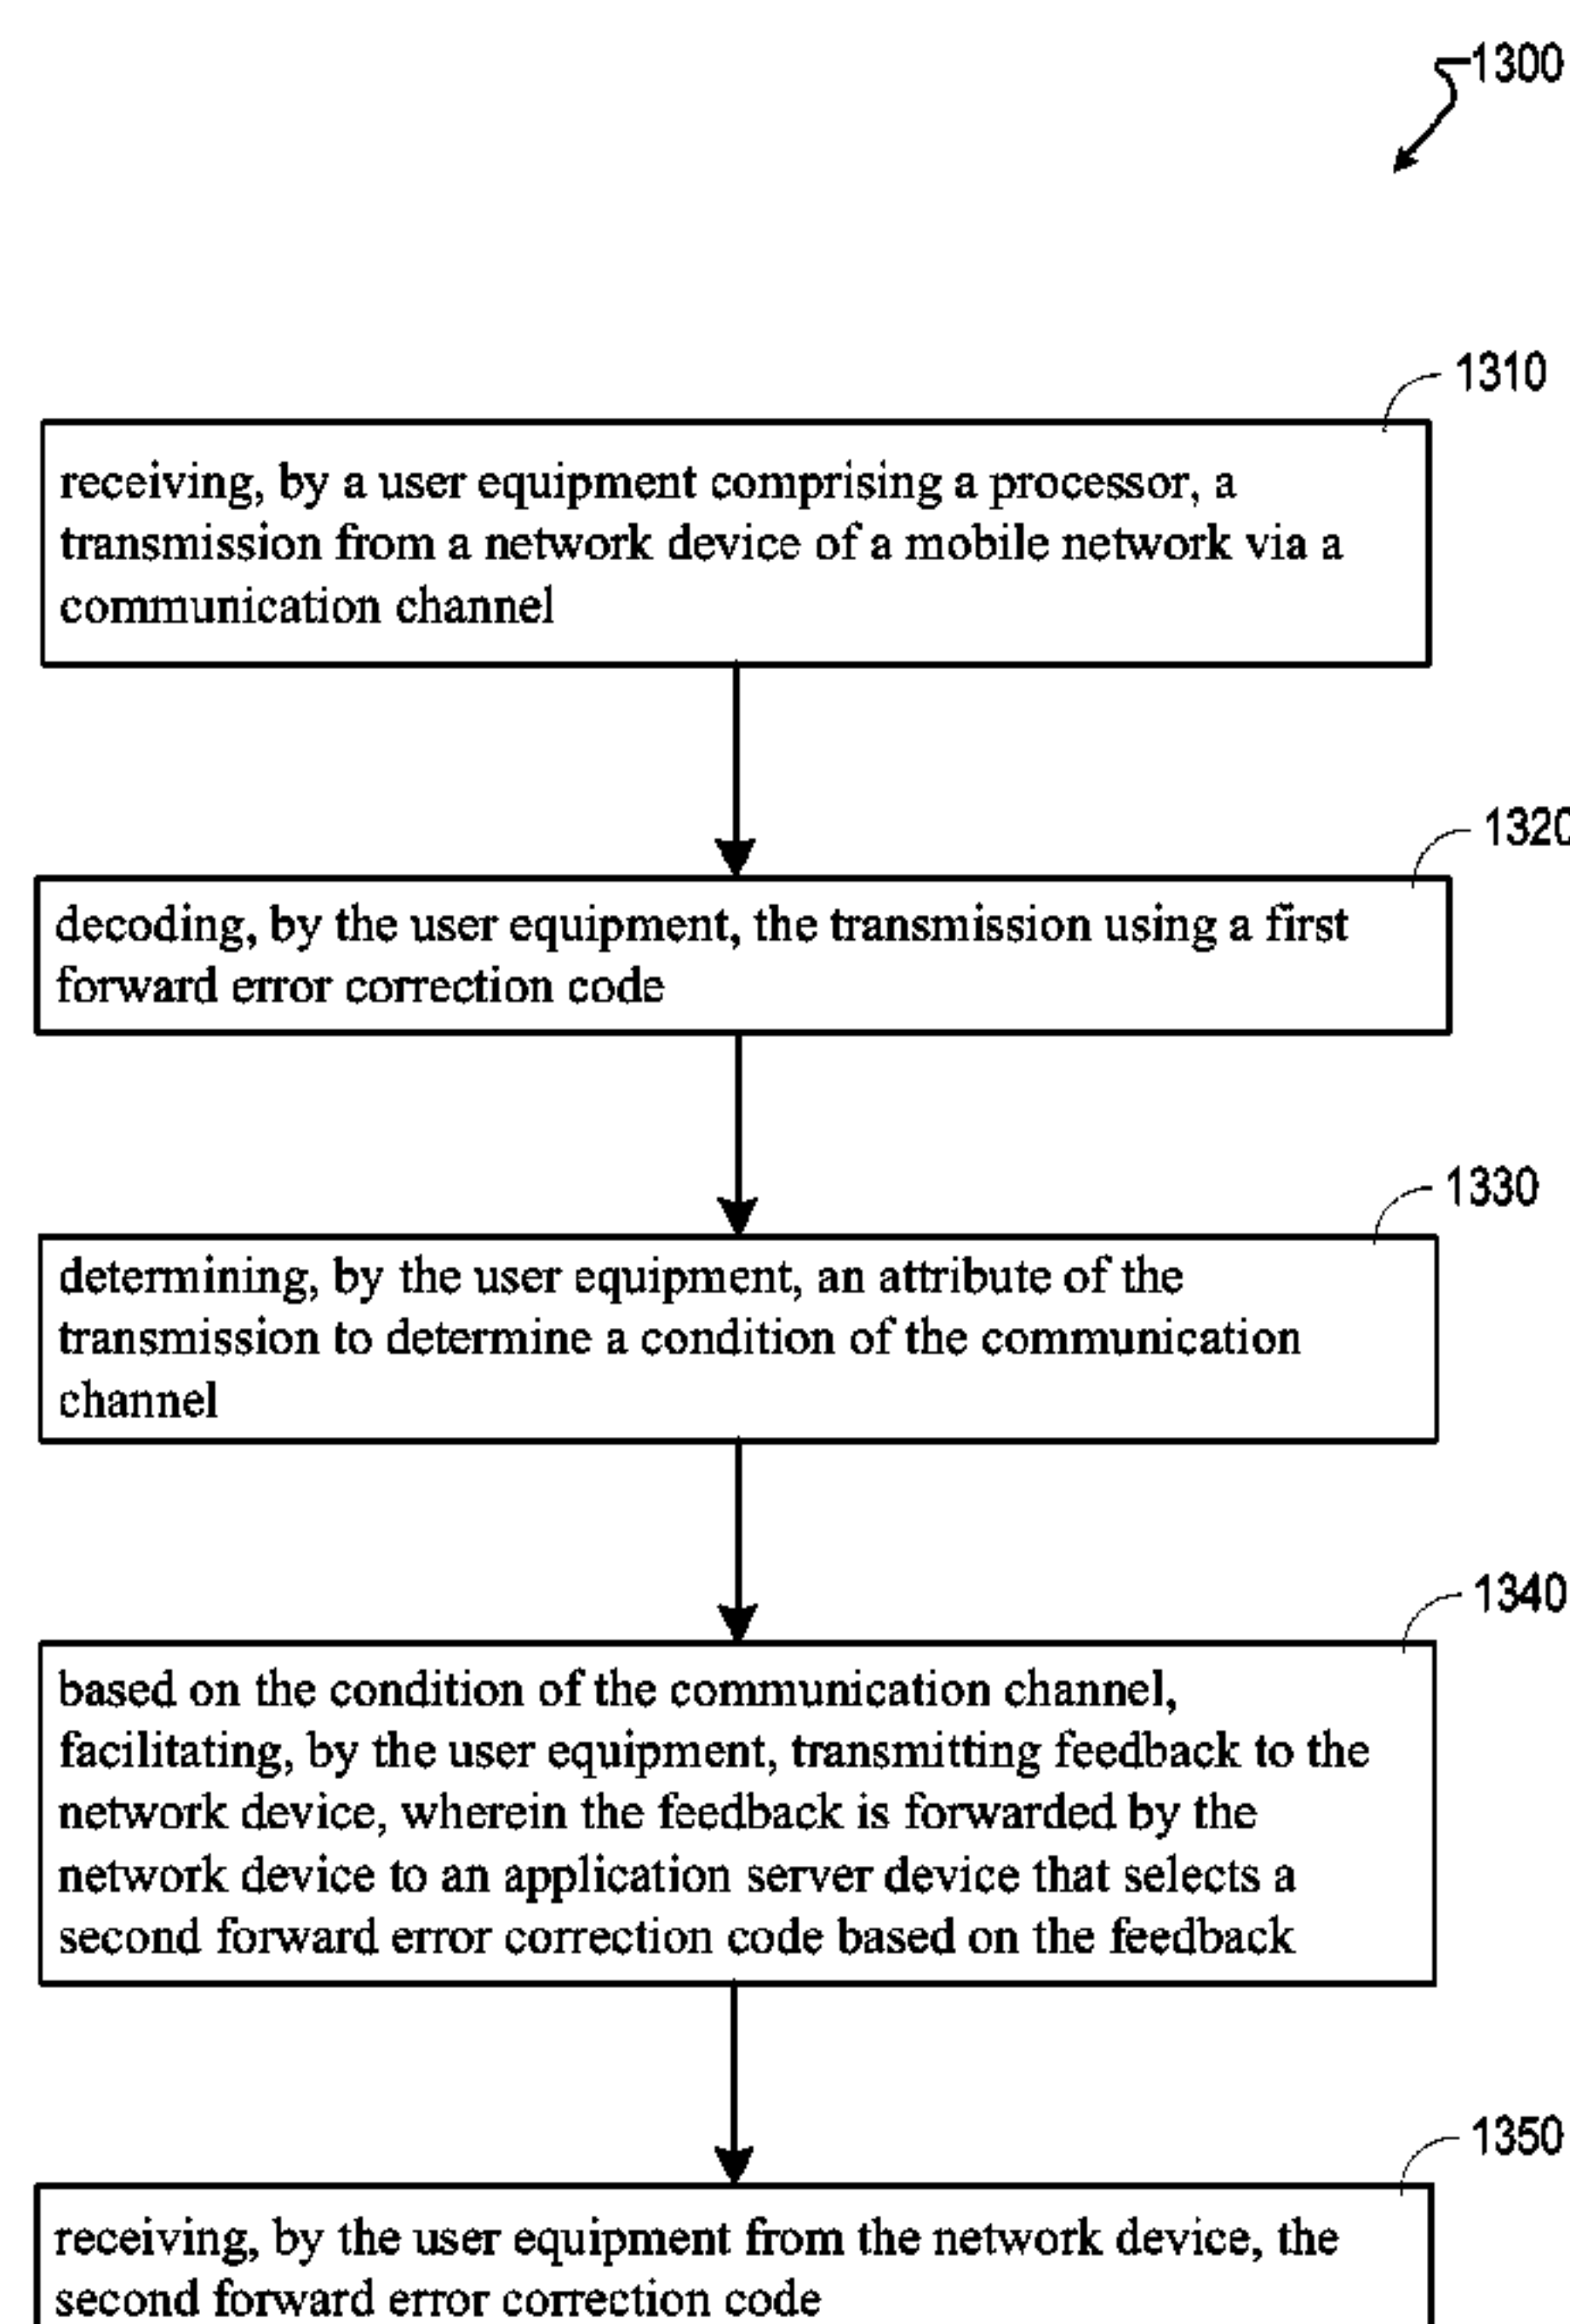 1300
1310
receiving, by a user equipment comprising a processor, a
transmission from a network device of a mobile network via a
communication channel
1320
decoding, by the user equipment, the transmission using a first
forward error correction code
1330
determining, by the user equipment, an attribute of the
transmission to determine a condition of the communication
channel
1340
based on the condition of the communication channel,
facilitating, by the user equipment, transmitting feedback to the
network device, wherein the feedback is forwarded by the
network device to an application server device that selects a
second forward error correction code based on the feedback
1350
receiving, by the user equipment from the network device, the
second forward error correction code